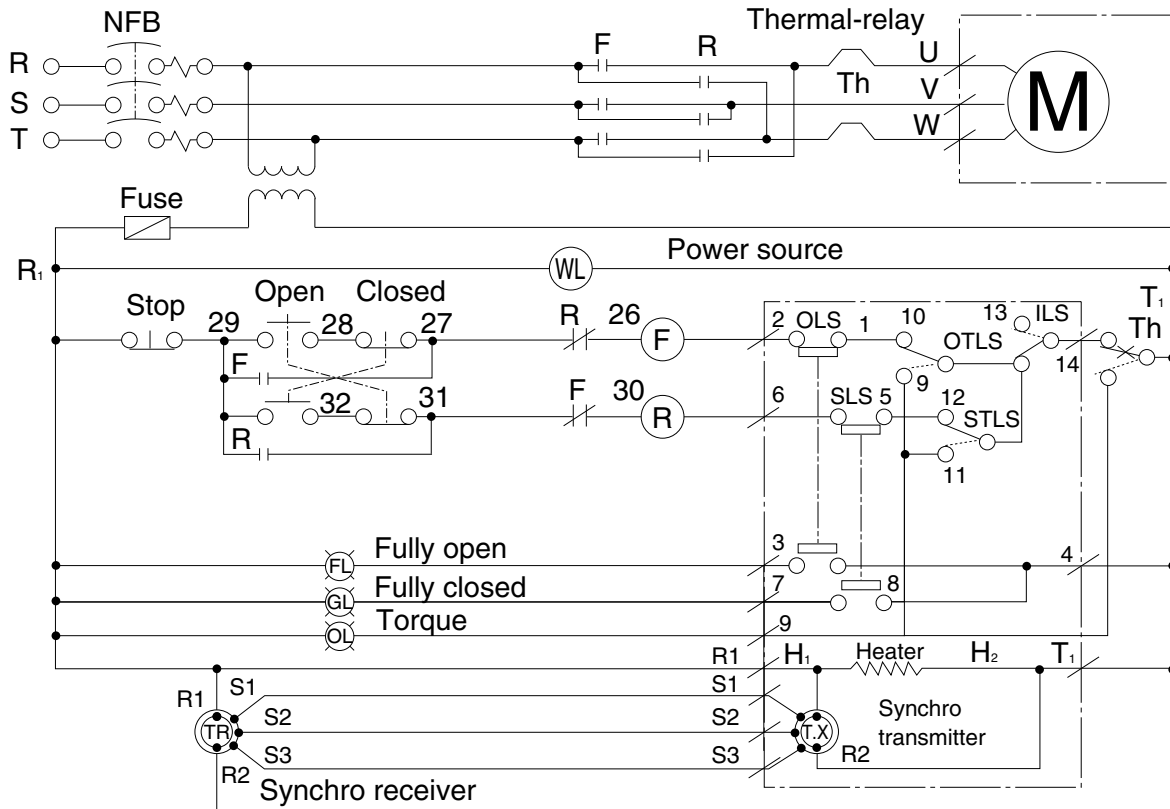 NFB
Thermal-relay
R
F
R
U
S
Th
V
M
T
W
Fuse
Power source
R₁
WL
Stop
Open
Closed
R
26
F
2
OLS
1
10
13
ILS
T₁
29
28
27
OTLS
Th
F
14
9
32
31
F
30
R
6
SLS
5
12
STLS
R
11
FL
Fully open
3
4
GL
Fully closed
7
8
OL
Torque
9
R1
H₁
Heater
H₂
T₁
R1
S1
S1
TR
S2
S2
T.X
Synchro
transmitter
R2
S3
S3
R2
Synchro receiver